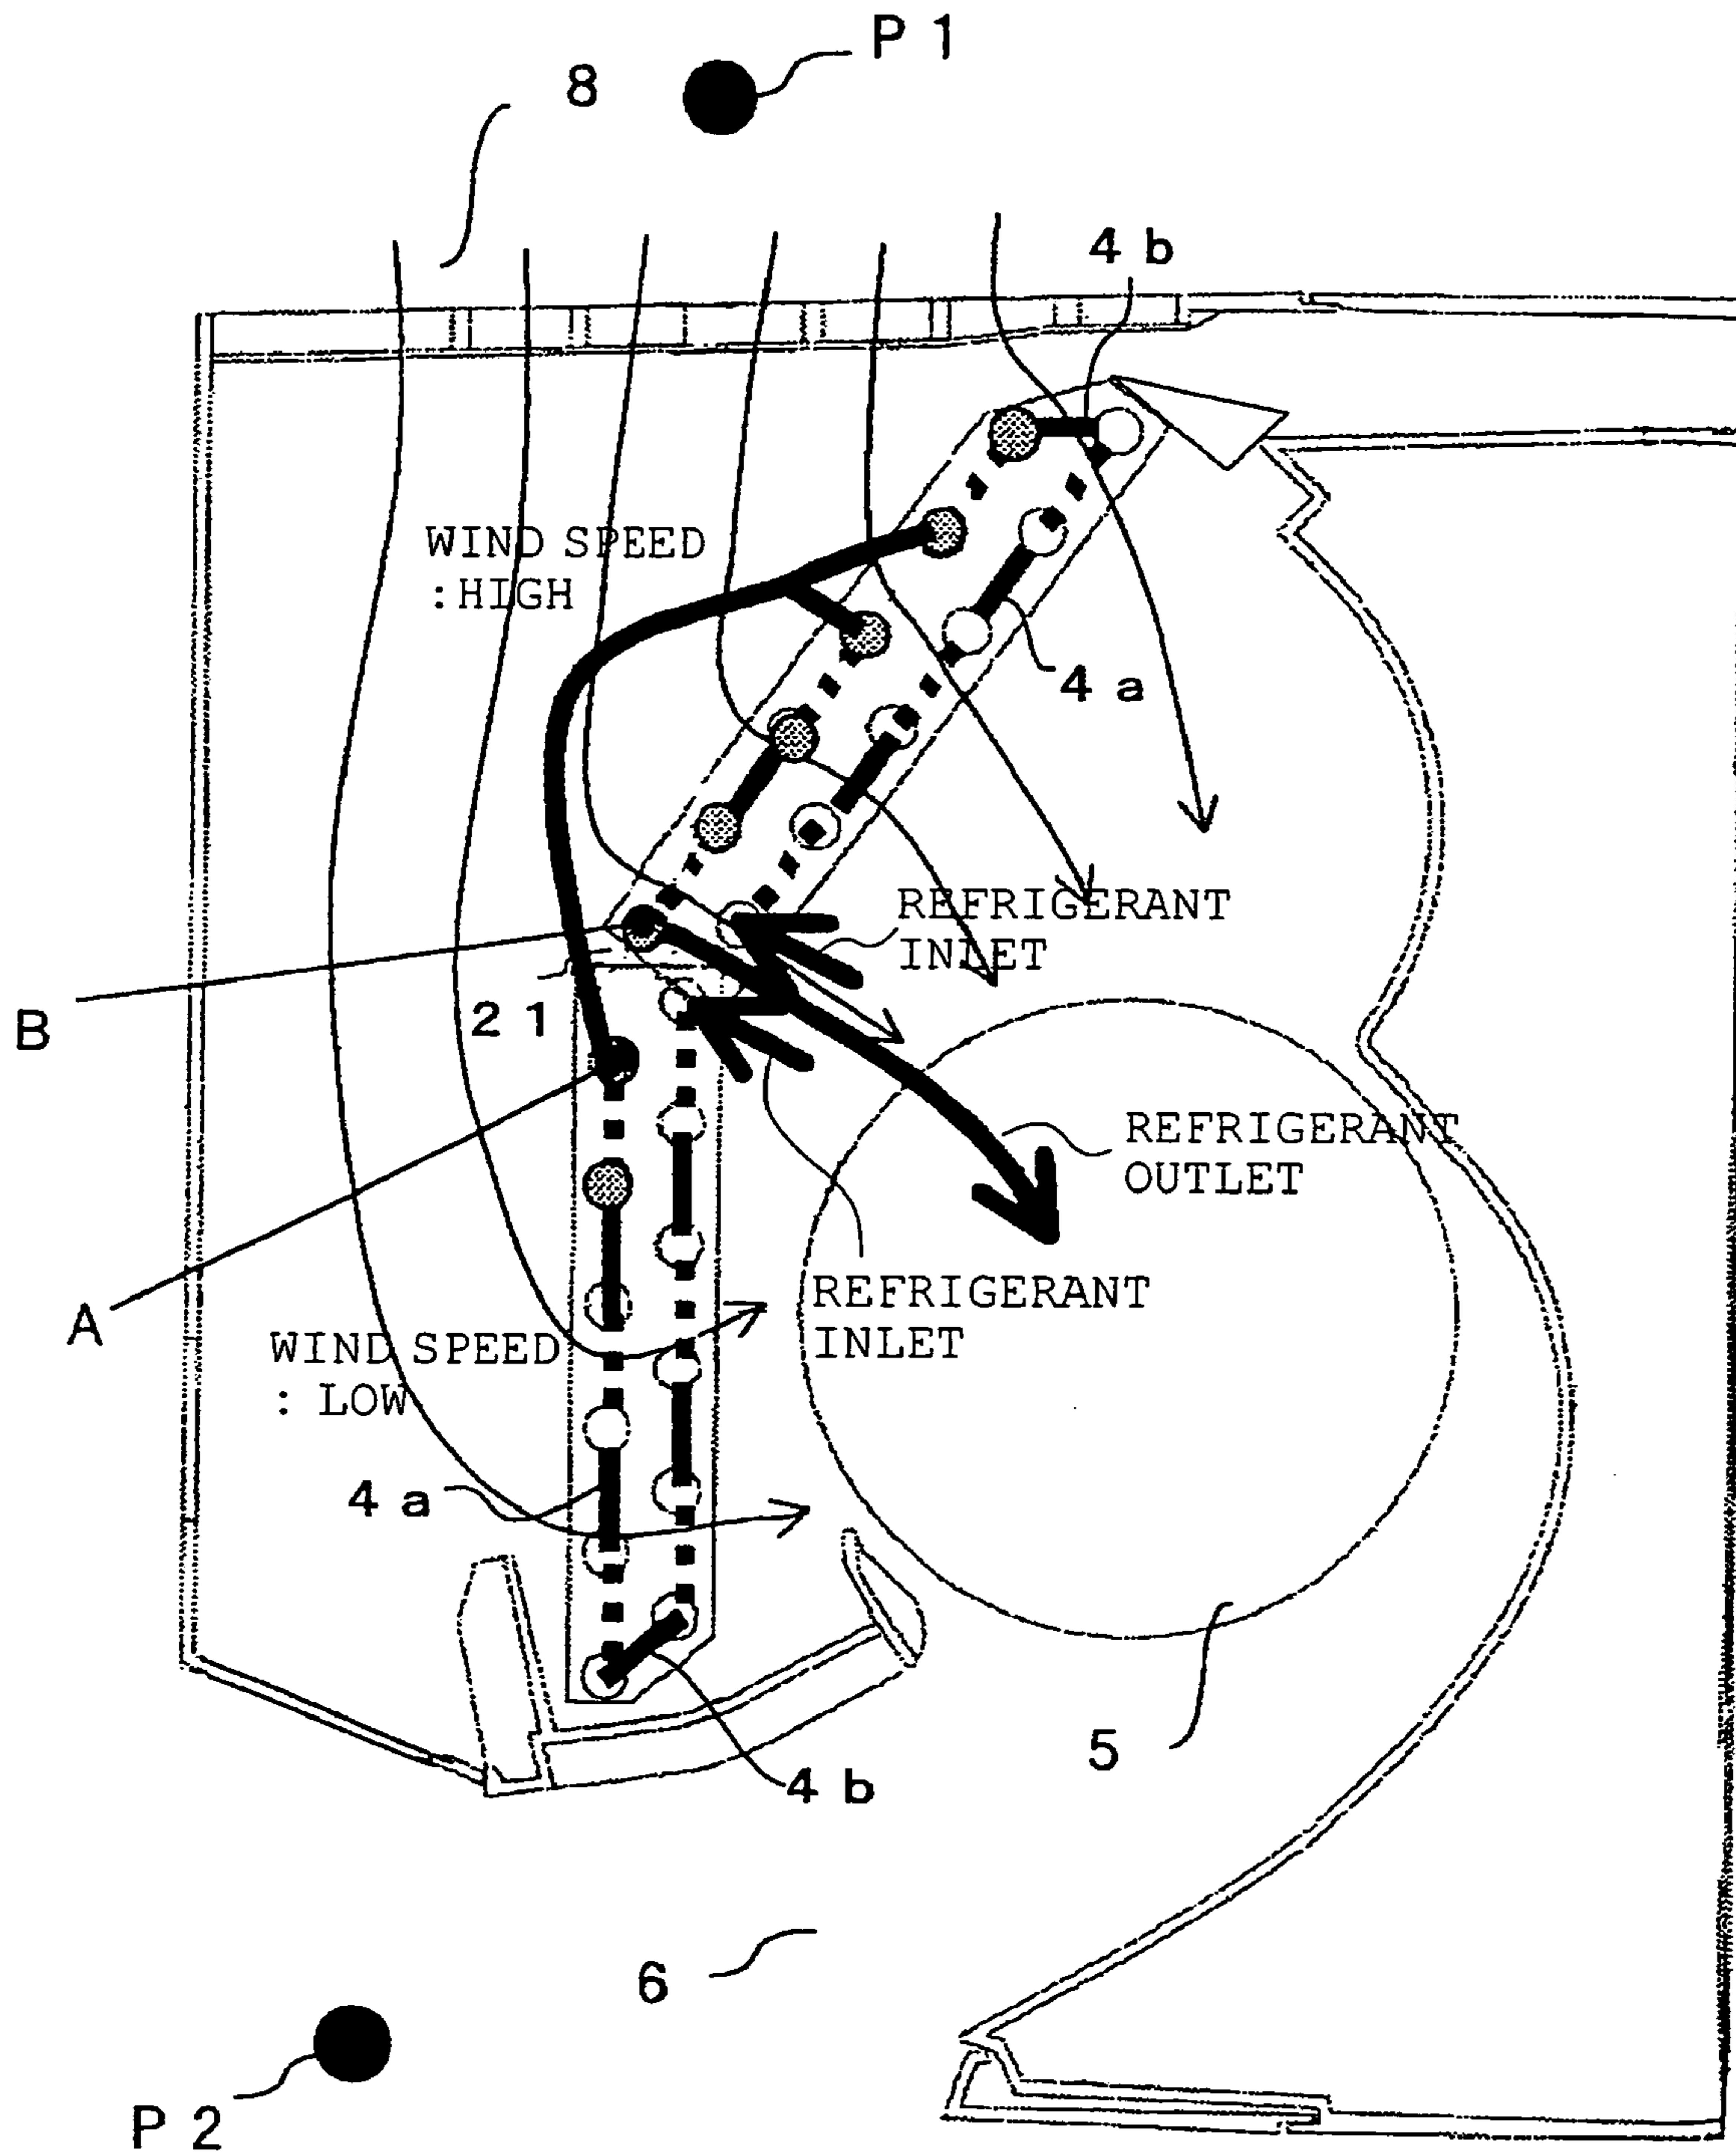 P 1
8
4 b
WIND SPEED
:HIGH
4 a
REFRIGERANT
INLET
B
2 1
REFRIGERANT
OUTLET
A
REFRIGERANT
INLET
WIND SPEED
: LOW
4 a
5
4 b
6
P 2